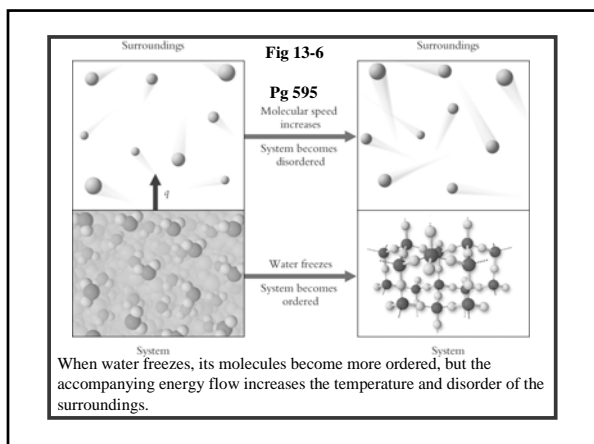 Surroundings
Fig 13-6
Surroundings
Pg 595
Molecular speed
increases
System becomes
disordered
q
Water freezes
System becomes
ordered
System
System
When water freezes, its molecules become more ordered, but the
accompanying energy flow increases the temperature and disorder of the
surroundings.